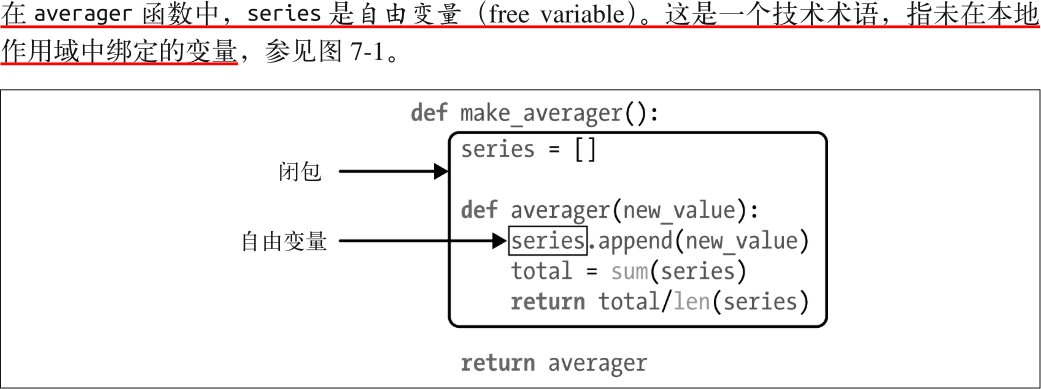 在 averager 函数中，series 是自由变量（free variable）。这是一个技术术语，指未在本地
作用域中绑定的变量，参见图 7-1。
def make_averager():
series = []
闭包
def averager(new_value):
自由变量
series.append(new_value)
total = sum(series)
return total/len(series)
return averager